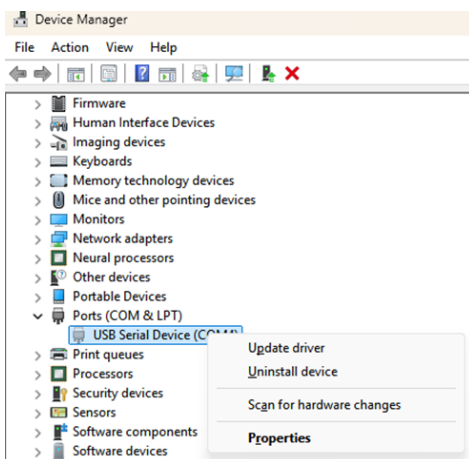 Device Manager
File Action View Help
Firmware
Human Interface Devices
Imaging devices
Keyboards
Memory technology devices
Mice and other pointing devices
Monitors
Network adapters
Neural processors
Other devices
Portable Devices
Ports (COM & LPT)
USB Serial Device
Update driver
Print queues
Uninstall device
Processors
Security devices
Scan for hardware changes
Sensors
Software components
Properties
Software devices